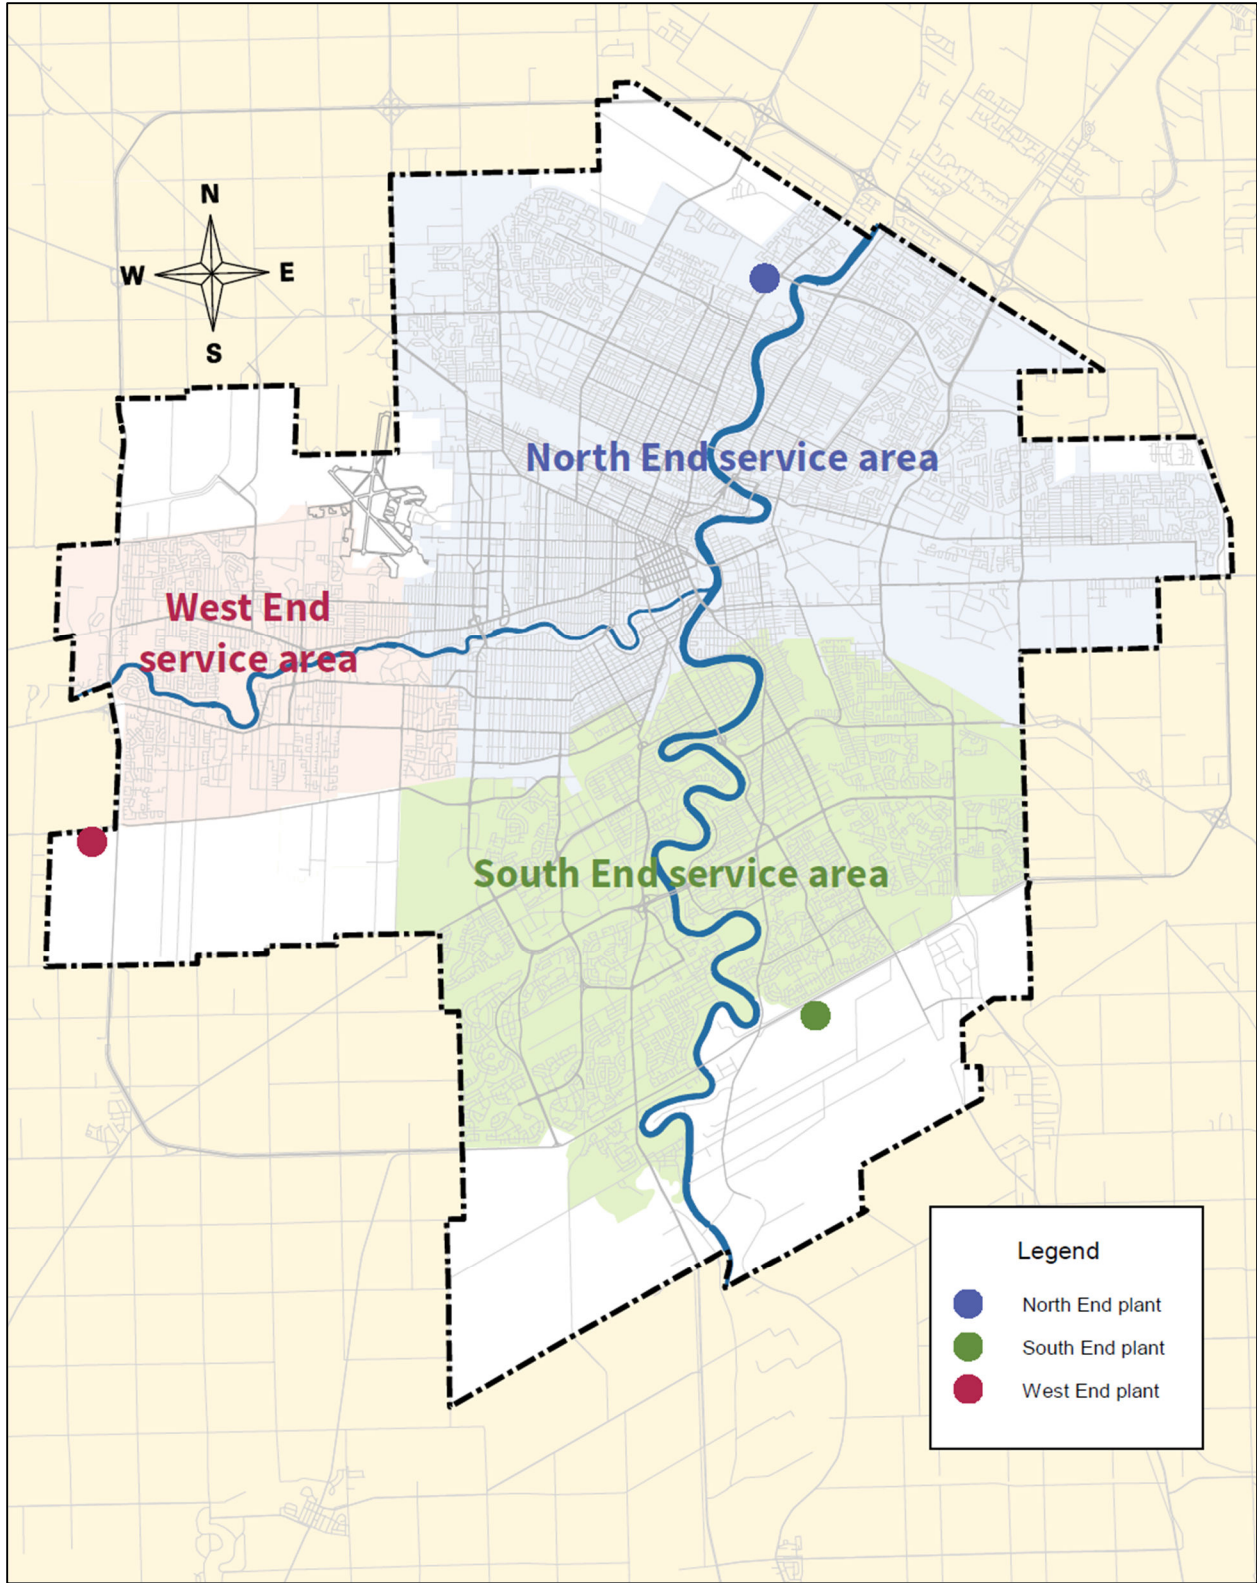 N
W
E
S
North End service area
West End
service area
South End service area
Legend
North End plant
South End plant
West End plant